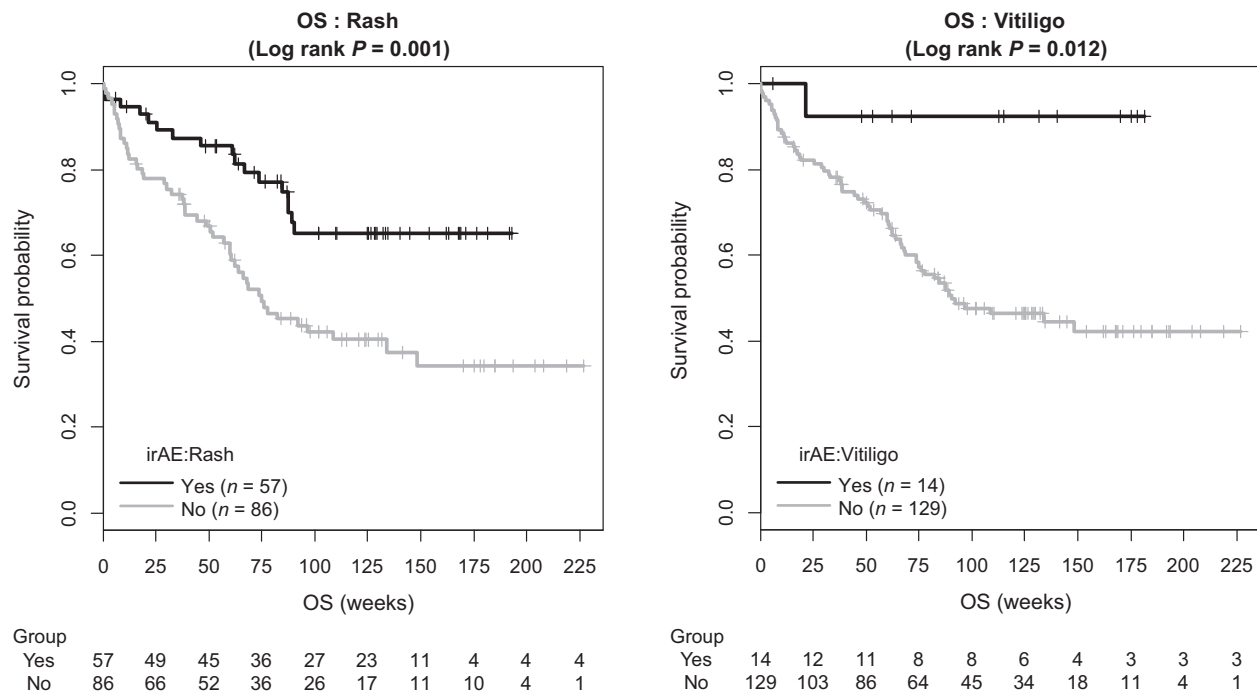 OS : Rash
(Log rank P = 0.001)
Survival probability
1.0
0.8
0.6
0.4
0.2
0.0
irAE:Rash
Yes (n = 57)
No (n = 86)
0 25 50 75 100 125 150 175 200 225
OS (weeks)
Group
Yes 57 49 45 36 27 23 11 4 4 4
No 86 66 52 36 26 17 11 10 4 1
OS : Vitiligo
(Log rank P = 0.012)
Survival probability
1.0
0.8
0.6
0.4
0.2
0.0
irAE:Vitiligo
Yes (n = 14)
No (n = 129)
0 25 50 75 100 125 150 175 200 225
OS (weeks)
Group
Yes 14 12 11 8 8 6 4 3 3 3
No 129 103 86 64 45 34 18 11 4 1